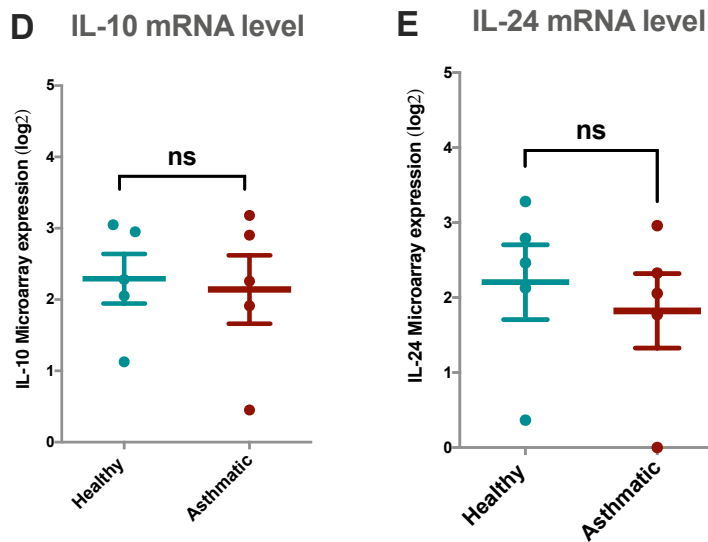 D IL-10 mRNA level
IL-10 Microarray expression (log2)
5
4
3
2
1
0
ns
Healthy
Asthmatic
E IL-24 mRNA level
IL-24 Microarray expression (log2)
5
4
3
2
1
0
ns
Healthy
Asthmatic